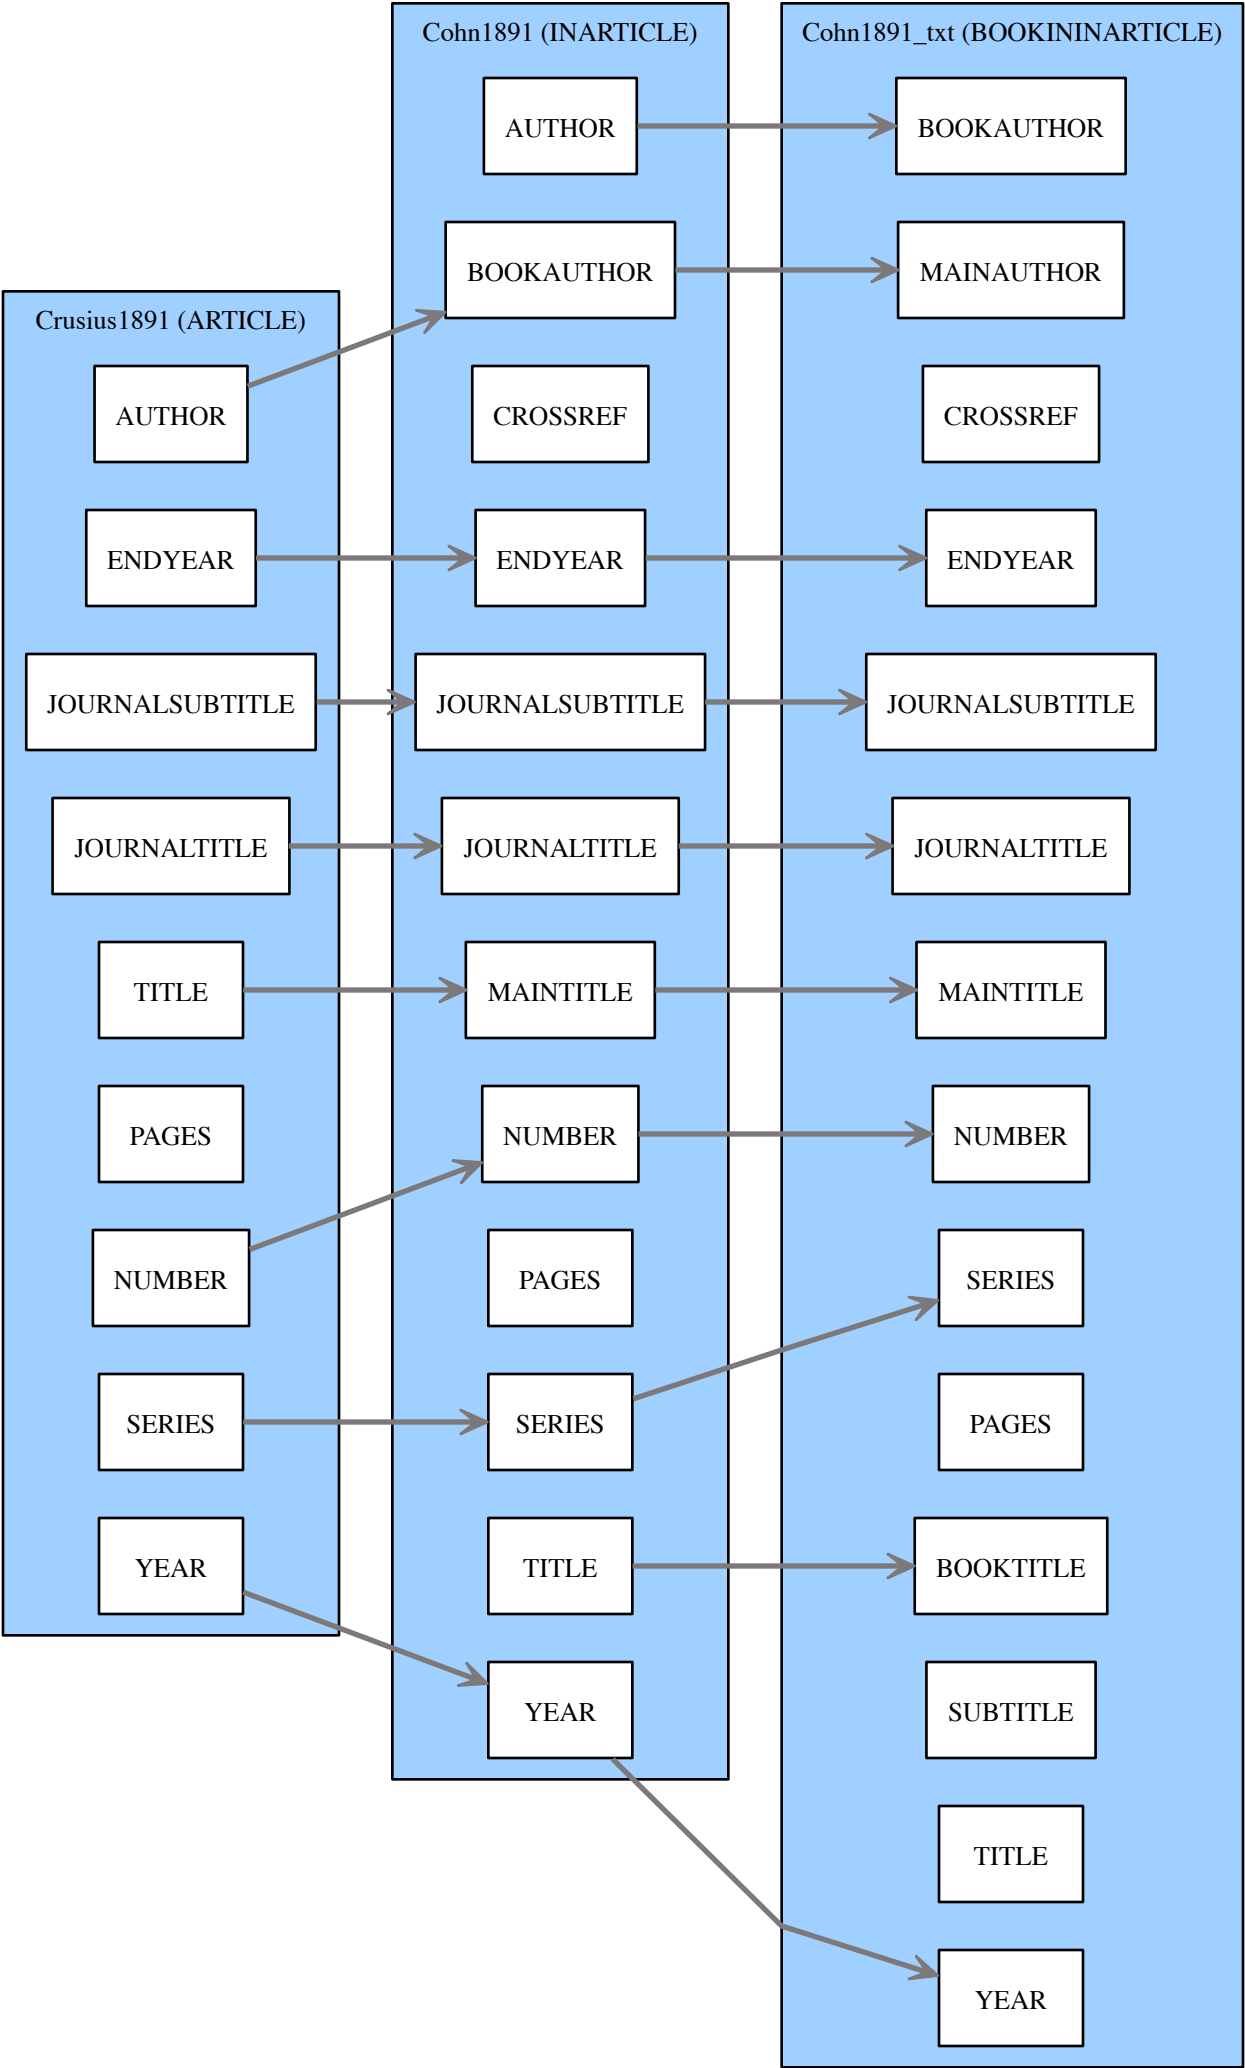 Crusius1891 (ARTICLE)
AUTHOR
ENDYEAR
JOURNALSUBTITLE
JOURNALTITLE
TITLE
PAGES
NUMBER
SERIES
YEAR
Cohn1891 (INARTICLE)
AUTHOR
BOOKAUTHOR
CROSSREF
ENDYEAR
JOURNALSUBTITLE
JOURNALTITLE
MAINTITLE
NUMBER
PAGES
SERIES
TITLE
YEAR
Cohn1891_txt (BOOKININARTICLE)
BOOKAUTHOR
MAINAUTHOR
CROSSREF
ENDYEAR
JOURNALSUBTITLE
JOURNALTITLE
MAINTITLE
NUMBER
SERIES
PAGES
BOOKTITLE
SUBTITLE
TITLE
YEAR